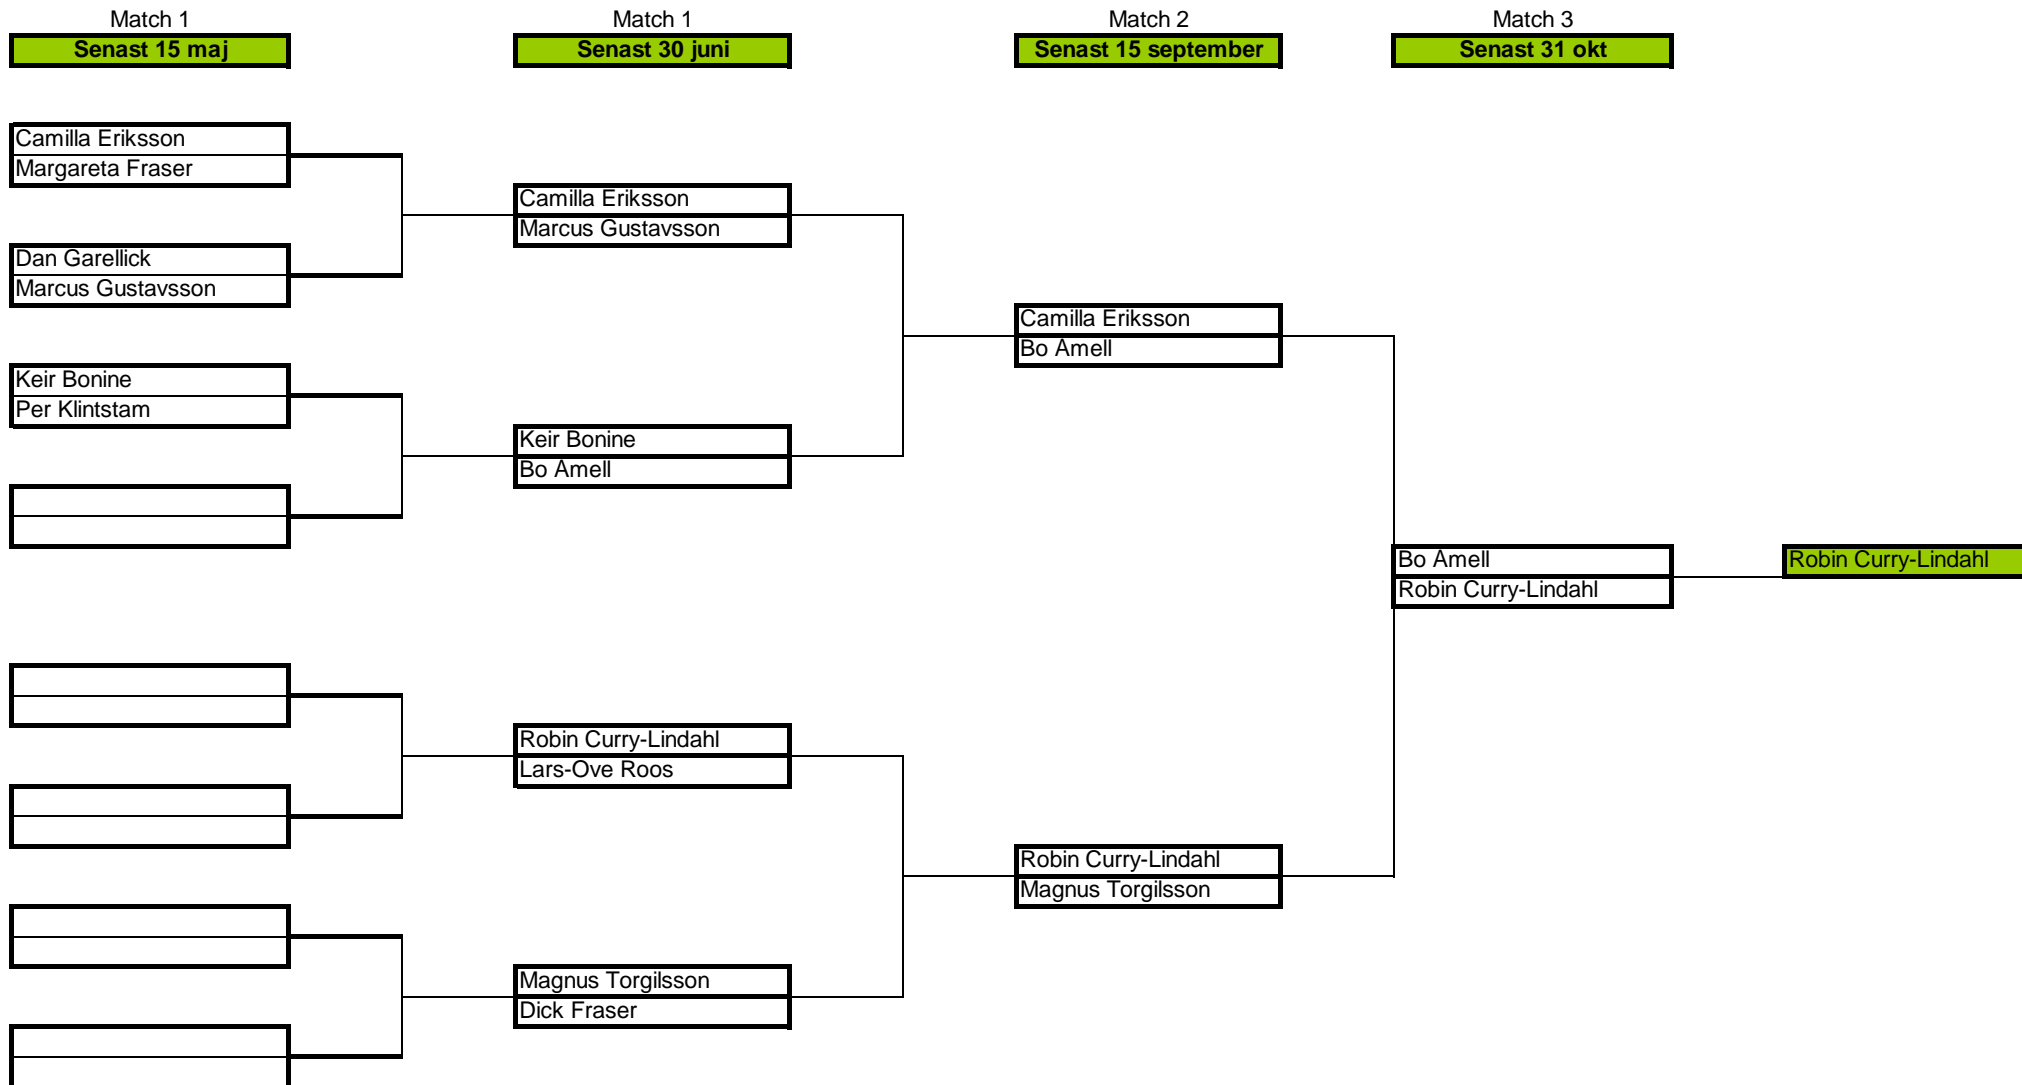 Match 1
Match 1
Match 2
Match 3
Senast 15 maj
Senast 30 juni
Senast 15 september
Senast 31 okt
Camilla Eriksson
Margareta Fraser
Dan Garellick
Marcus Gustavsson
Keir Bonine
Per Klintstam
Camilla Eriksson
Marcus Gustavsson
Keir Bonine
Bo Amell
Robin Curry-Lindahl
Lars-Ove Roos
Magnus Torgilsson
Dick Fraser
Camilla Eriksson
Bo Amell
Robin Curry-Lindahl
Magnus Torgilsson
Bo Amell
Robin Curry-Lindahl
Robin Curry-Lindahl